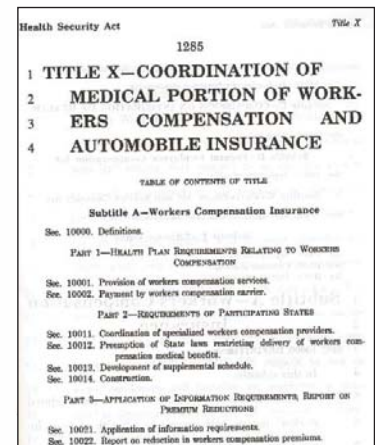 Health Security Act Title X
1285
1 TITLE X—COORDINATION OF
2 MEDICAL PORTION OF WORK-
3 ERS COMPENSATION AND
4 AUTOMOBILE INSURANCE
TABLE OF CONTENTS OF TITLE
Subtitle A—Workers Compensation Insurance
Sec. 10000. Definitions.
PART 1—HEALTH PLAN REQUIREMENTS RELATING TO WORKERS
COMPENSATION
Sec. 10001. Provision of workers compensation services.
Sec. 10002. Payment by workers compensation carrier.
PART 2—REQUIREMENTS OF PARTICIPATING STATES
Sec. 10011. Coordination of specialized workers compensation providers.
Sec. 10012. Preemption of State laws restricting delivery of workers com-
pensation medical benefits.
Sec. 10013. Development of supplemental schedule.
Sec. 10014. Construction.
PART 3—APPLICATION OF INFORMATION REQUIREMENTS; REPORT ON
PREMIUM REDUCTIONS
Sec. 10021. Application of information requirements.
Sec. 10022. Report on reduction in workers compensation premiums.